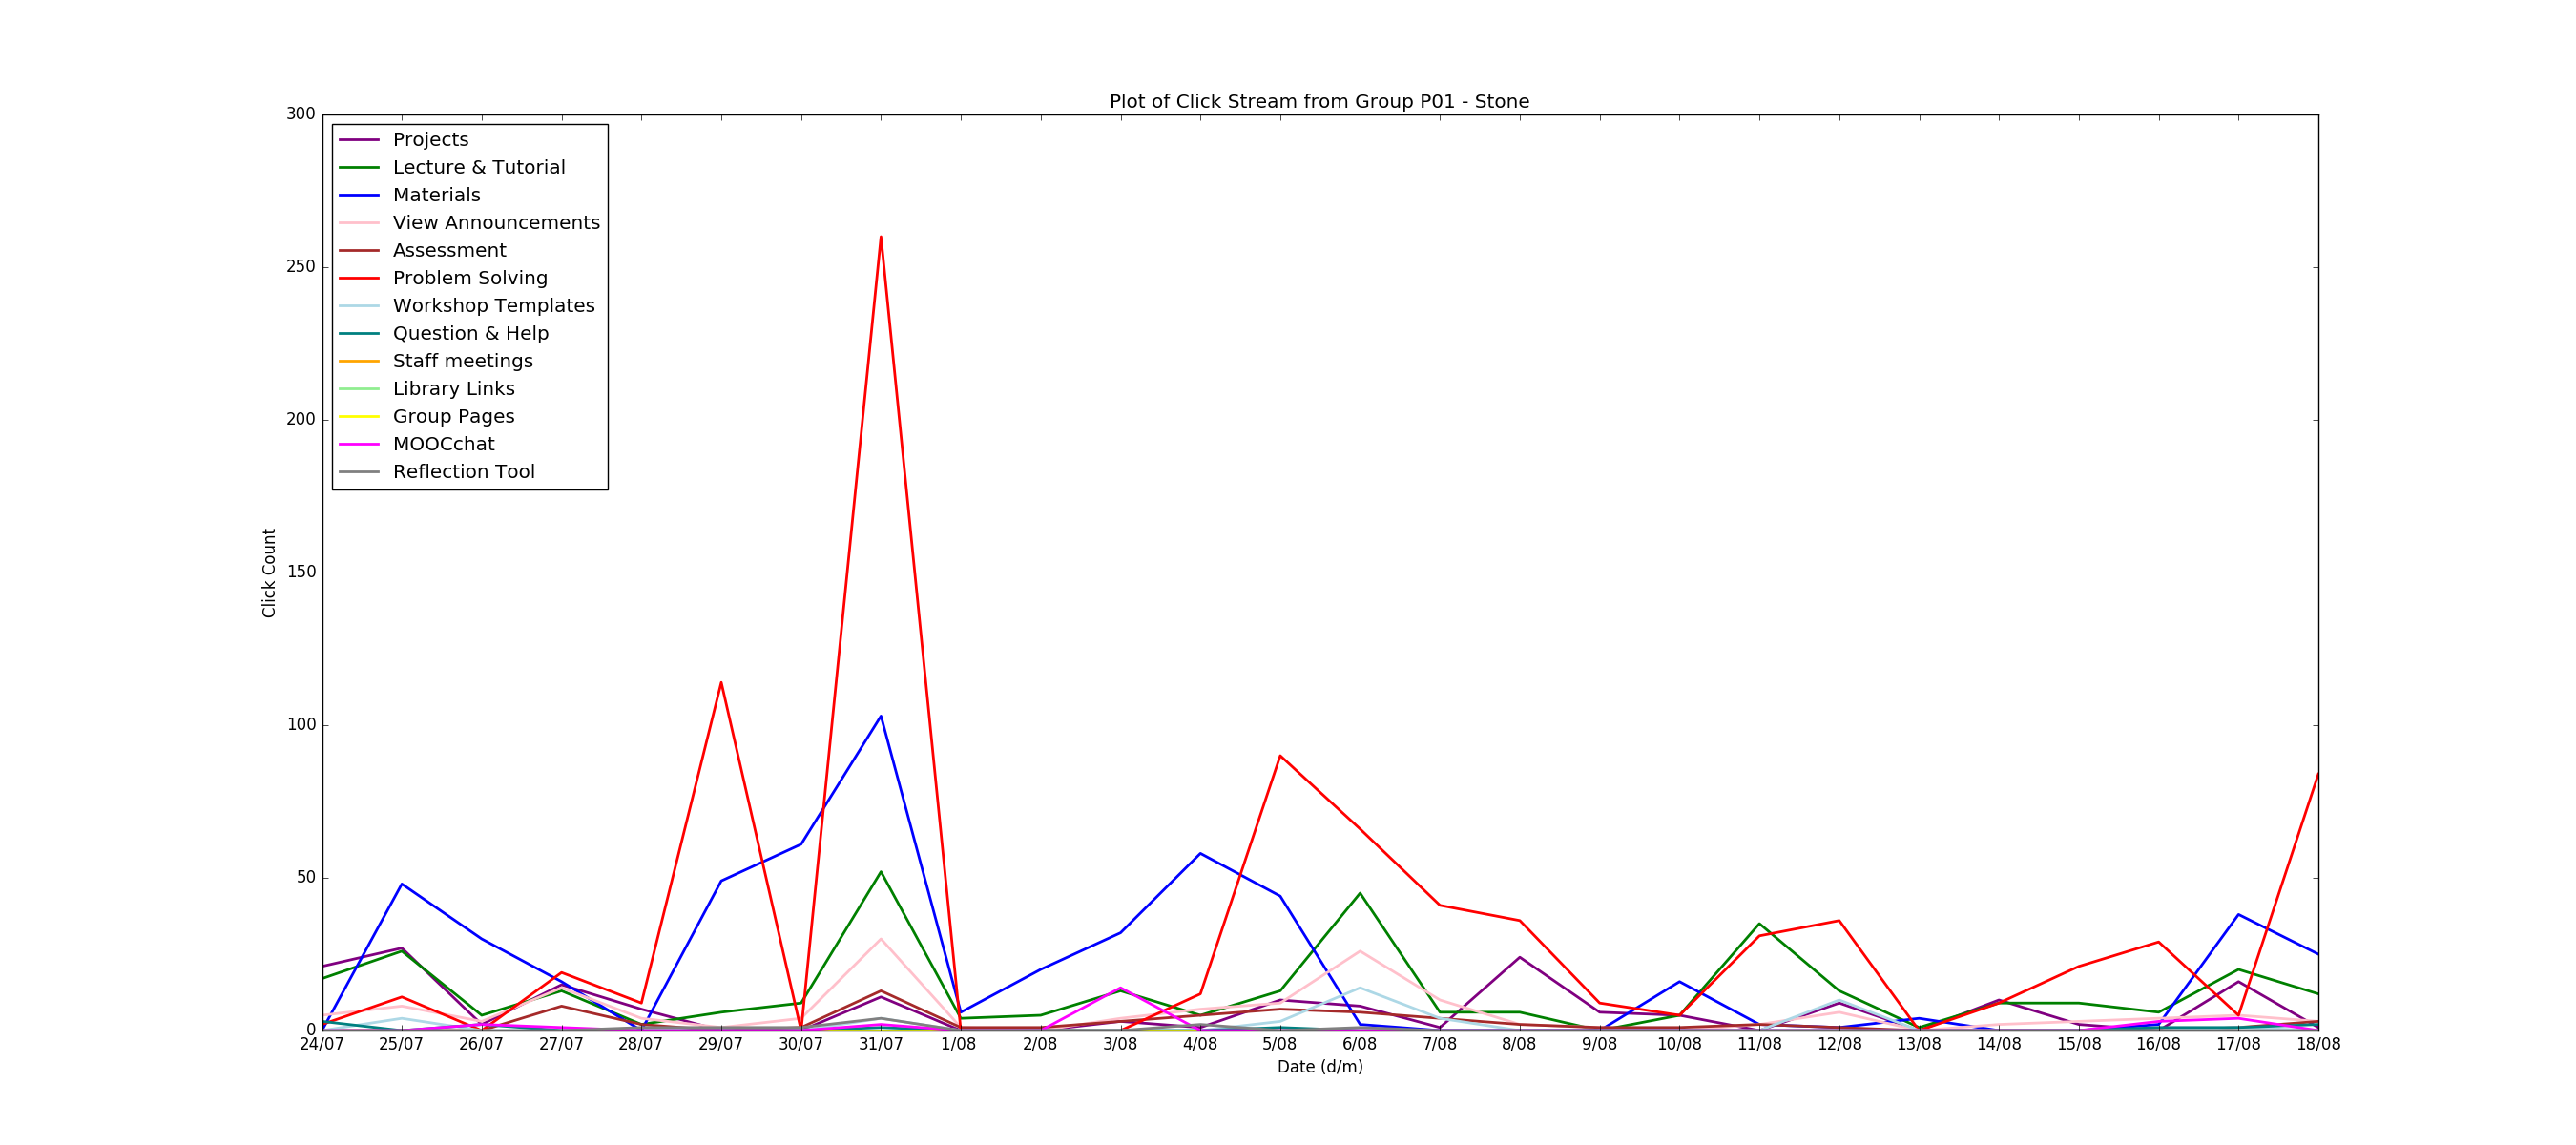 Plot of Click Stream from Group P01 - Stone
300
250
200
150
100
50
0
Click Count
Projects
Lecture & Tutorial
Materials
View Announcements
Assessment
Problem Solving
Workshop Templates
Question & Help
Staff meetings
Library Links
Group Pages
MOOCchat
Reflection Tool
24/07 25/07 26/07 27/07 28/07 29/07 30/07 31/07 1/08 2/08 3/08 4/08 5/08 6/08 7/08 8/08 9/08 10/08 11/08 12/08 13/08 14/08 15/08 16/08 17/08 18/08
Date (d/m)